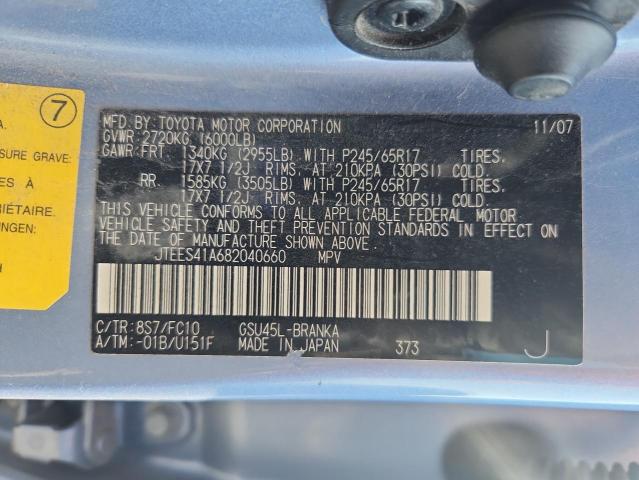 7
A.
SURE GRAVE:
À
RIÉTAIRE.
UNGEN:
H
MFD.BY:TOYOTA MOTOR CORPORATION 11/07
GVWR:2720KG (6000LB)
GAWR:FRT 1340KG (2955LB) WITH P245/65R17 TIRES,
17X7 1/2J RIMS, AT 210KPA (30PSI) COLD.
RR. 1585KG (3505LB) WITH P245/65R17 TIRES,
17X7 1/2J RIMS, AT 210KPA (30PSI) COLD.
THIS VEHICLE CONFORMS TO ALL APPLICABLE FEDERAL MOTOR
VEHICLE SAFETY AND THEFT PREVENTION STANDARDS IN EFFECT ON
THE DATE OF MANUFACTURE SHOWN ABOVE.
JTEES41A682040660 MPV
C/TR:8S7/FC10 GSU45L-BRANKA
A/TM:-01B/U151F MADE IN JAPAN 373 J